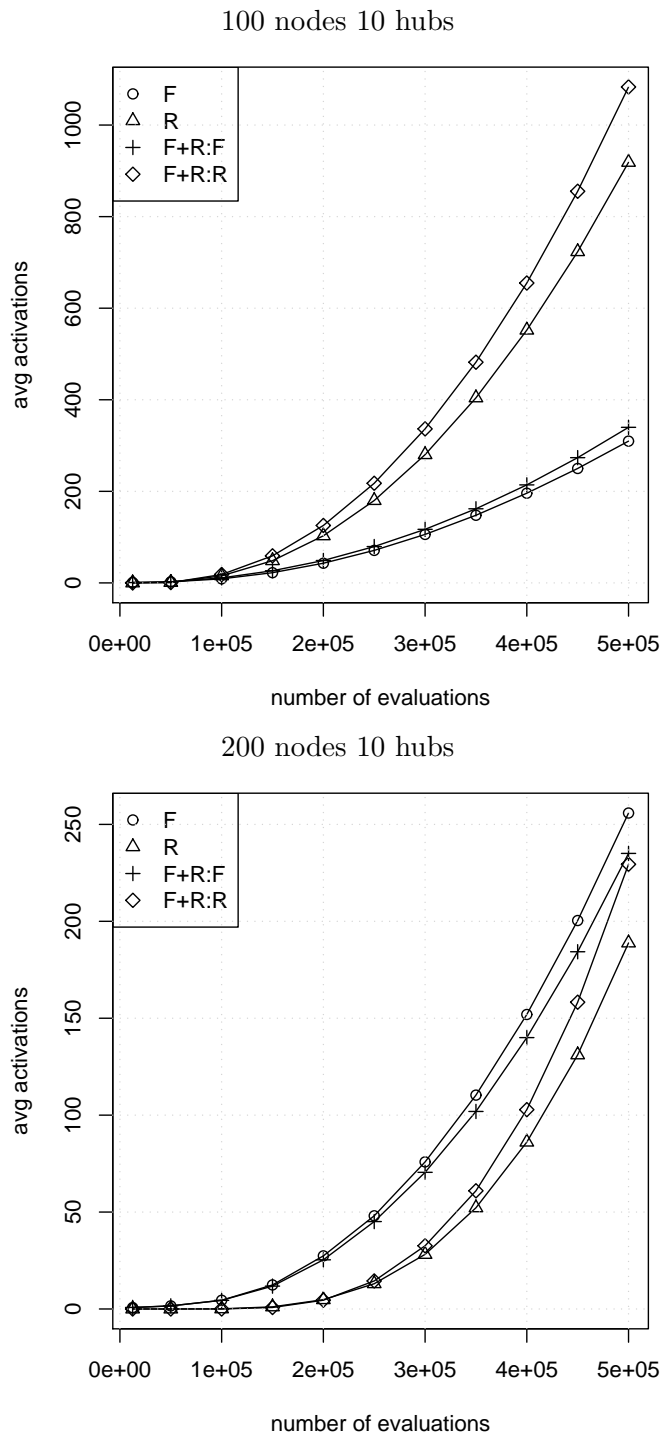 100 nodes 10 hubs
F
R
F+R:F
F+R:R
avg activations
0 200 400 600 800 1000
0e+00 1e+05 2e+05 3e+05 4e+05 5e+05
number of evaluations
200 nodes 10 hubs
F
R
F+R:F
F+R:R
avg activations
0 50 100 150 200 250
0e+00 1e+05 2e+05 3e+05 4e+05 5e+05
number of evaluations